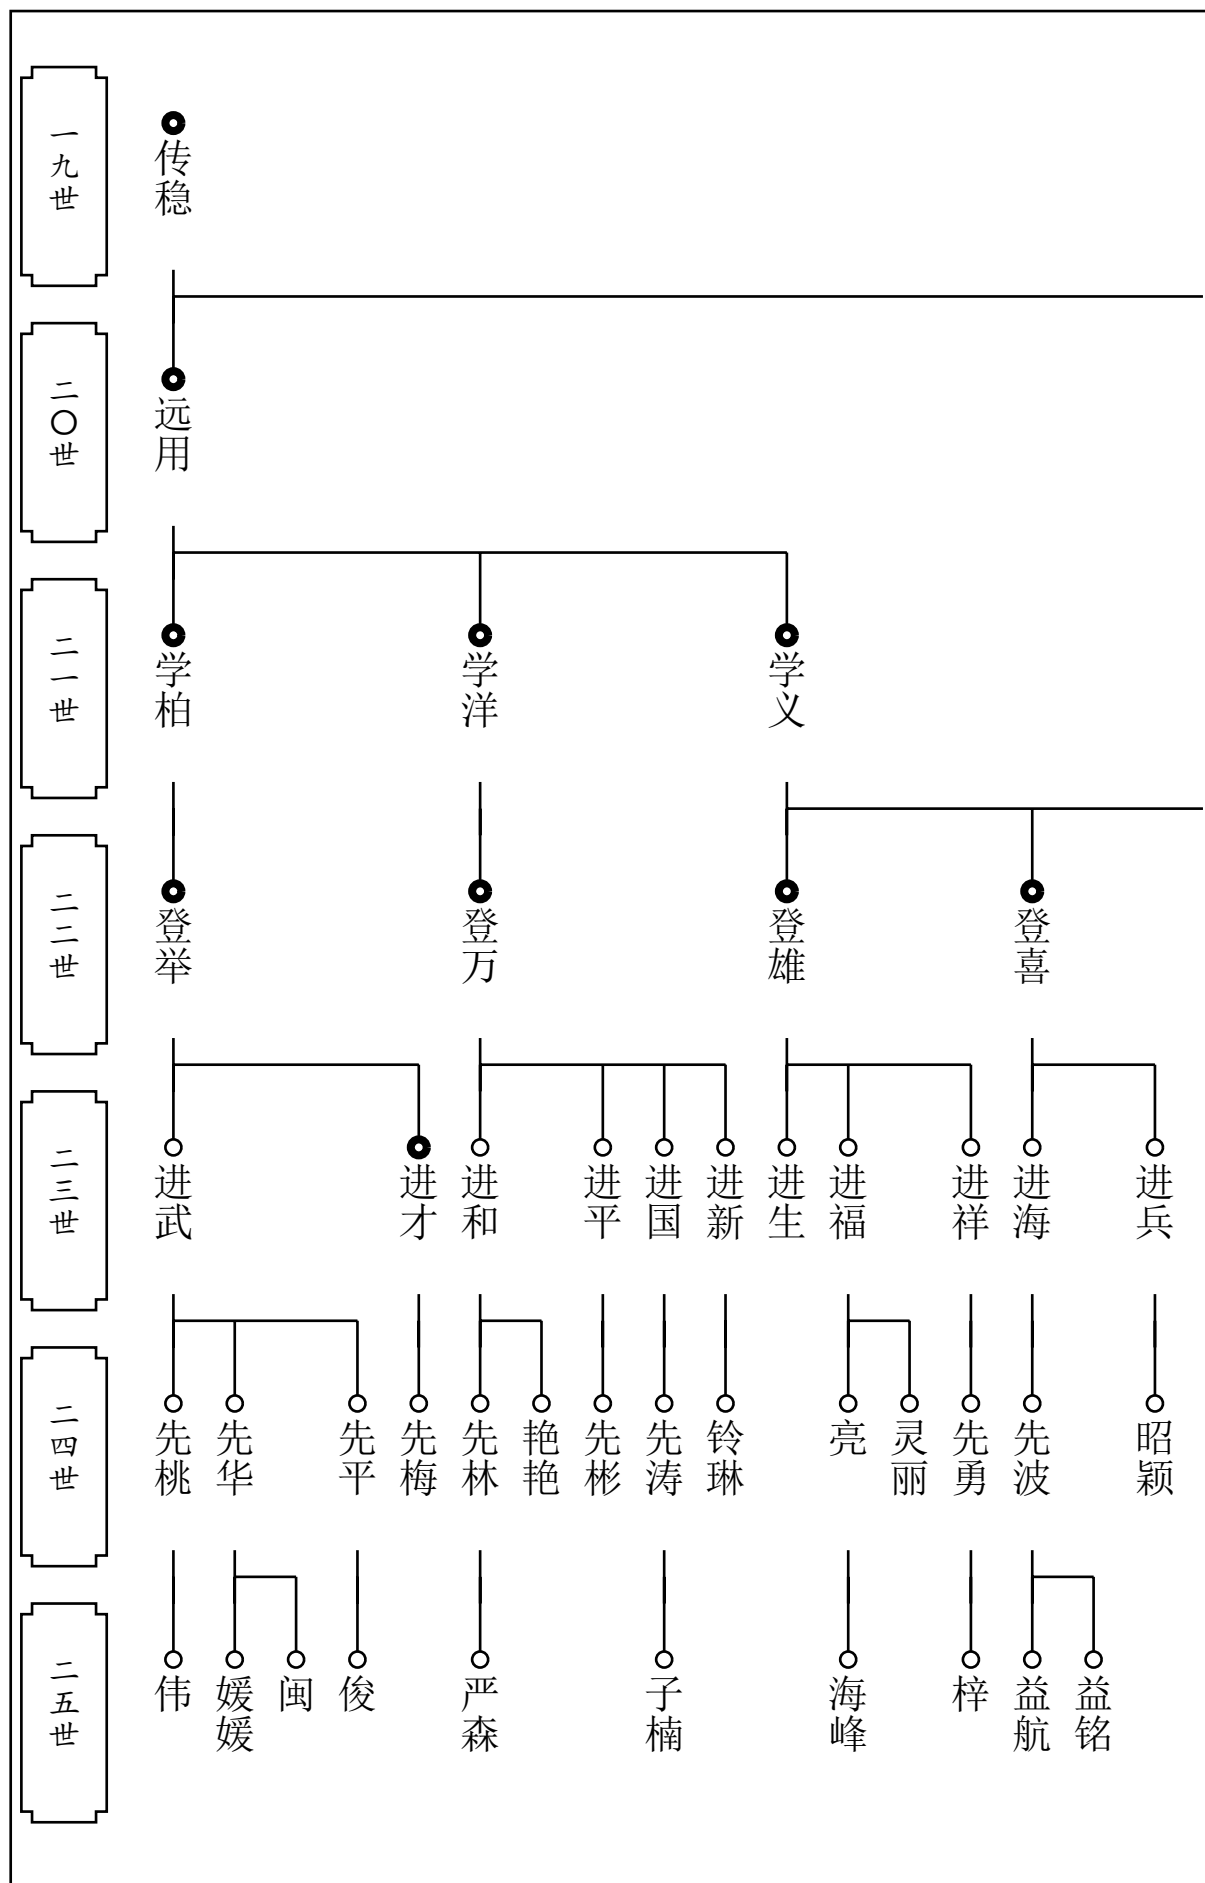 一九世
传稳
二〇世
远用
二一世
学柏
学洋
学义
二二世
登举
登万
登雄
登喜
二三世
进武
进才
进和
进平
进国
进新
进生
进福
进祥
进海
进兵
二四世
先桃
先华
先平
先梅
先林
艳艳
先彬
先涛
铃琳
亮
灵丽
先勇
先波
昭颖
二五世
伟
媛媛
闽
俊
严森
子楠
海峰
梓
益航
益铭